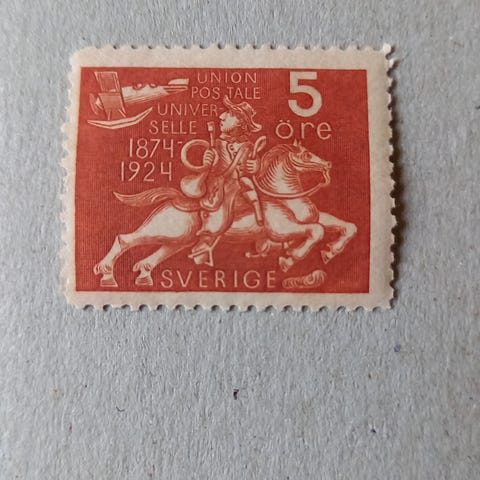 UNION
POSTALE
UNIVER-
SELLE
1874-
1924
5
öre
SVERIGE